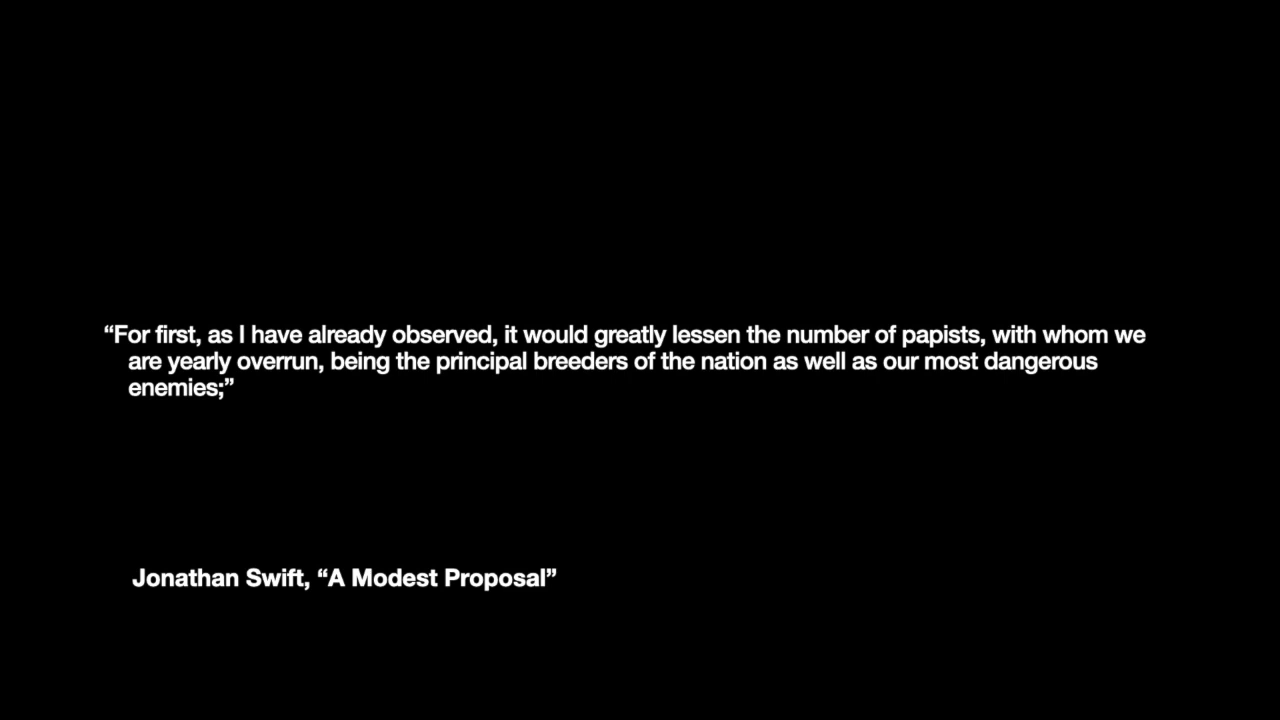 “For first, as I have already observed, it would greatly lessen the number of papists, with whom we
are yearly overrun, being the principal breeders of the nation as well as our most dangerous
enemies;”
Jonathan Swift, “A Modest Proposal”